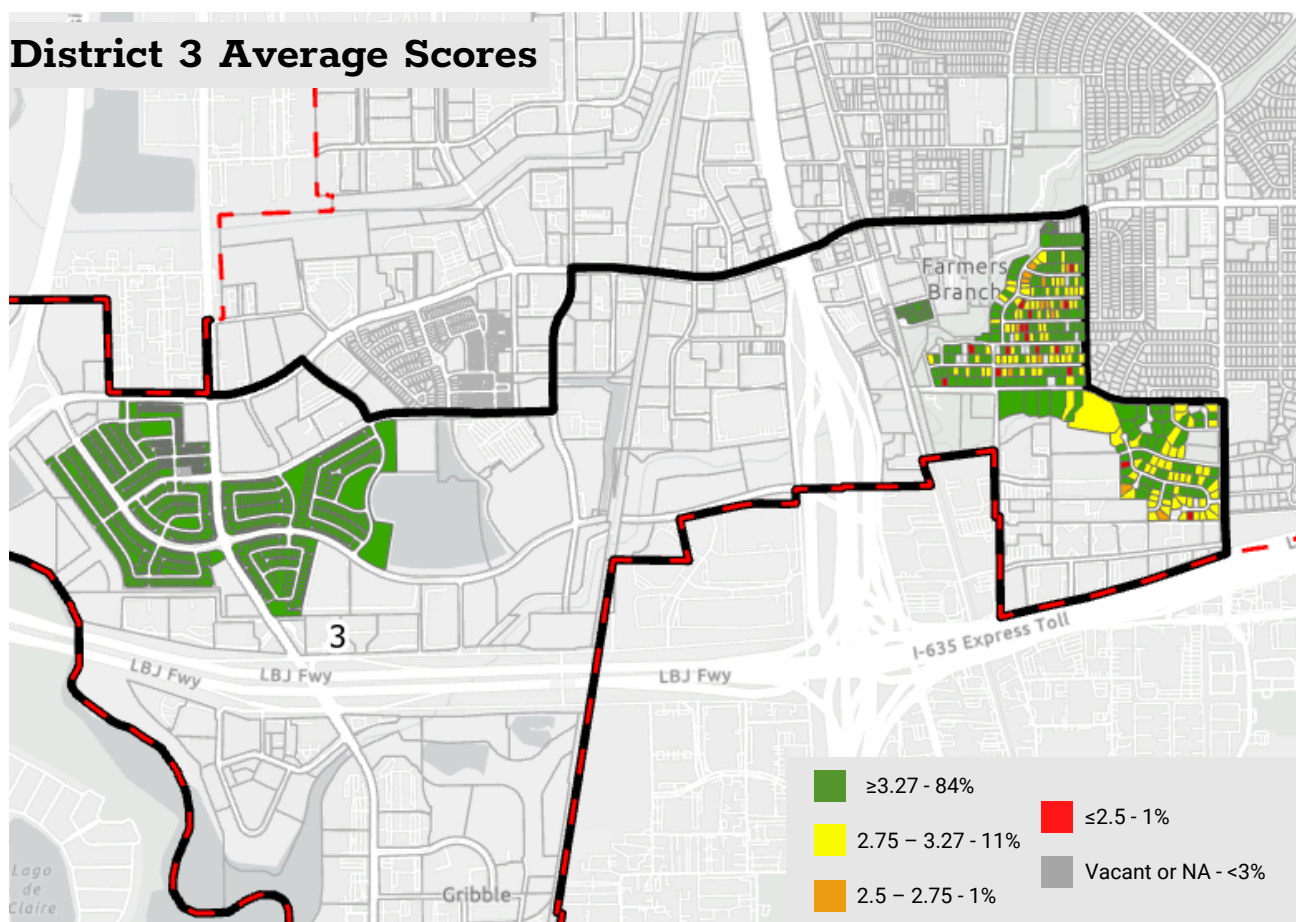 District 3 Average Scores
Farmers
Branch
3
LBJ Fwy
LBJ Fwy
LBJ Fwy
I-635 Express Toll
Gribble
Lago
de
Claire
≥3.27 - 84%
2.75 – 3.27 - 11%
2.5 – 2.75 - 1%
≤2.5 - 1%
Vacant or NA - <3%